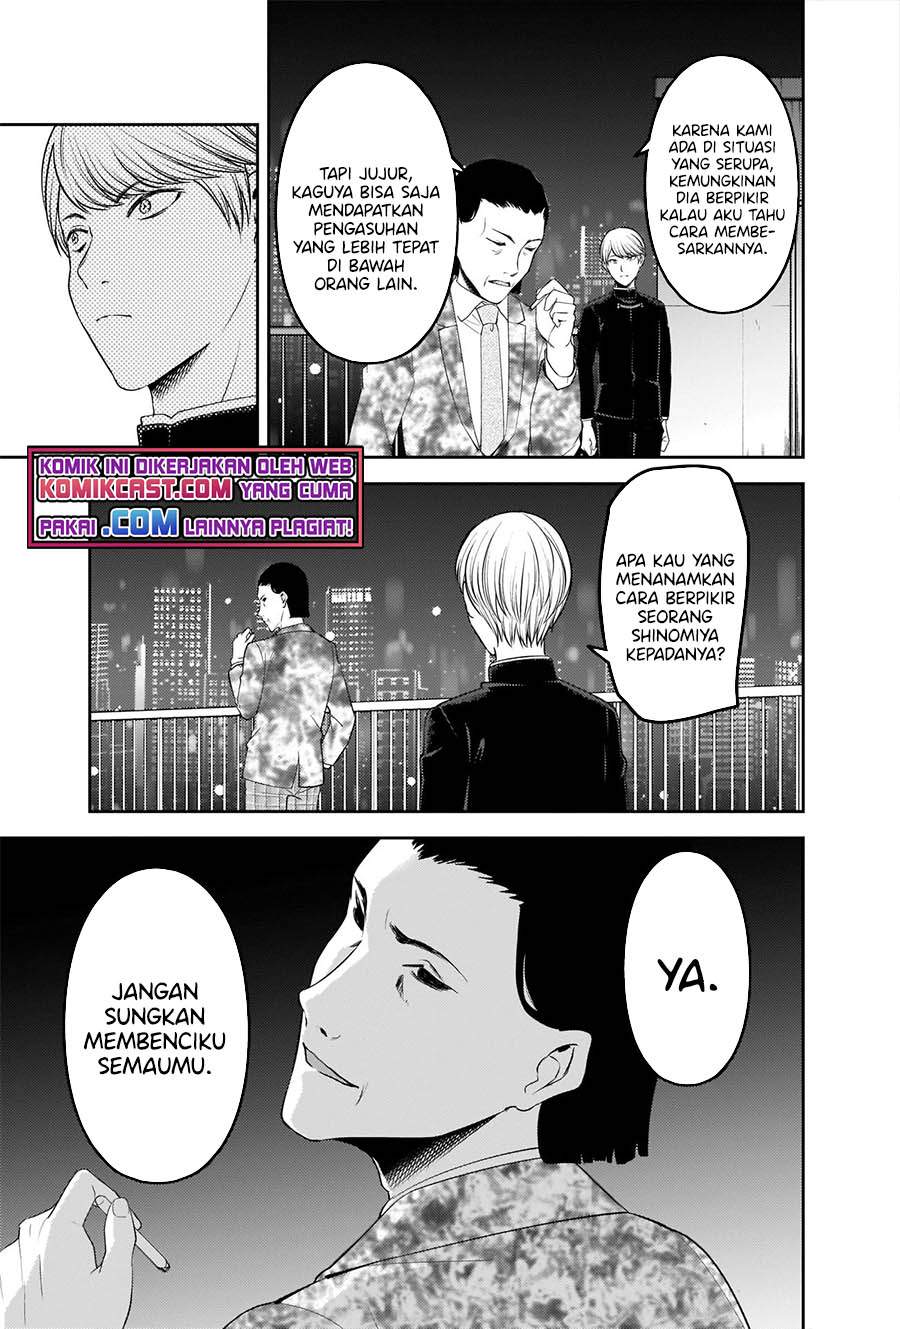 KARENA KAMI
ADA DI SITUASI
YANG SERUPA,
KEMUNGKINAN
DIA BERPIKIR
KALAU AKU TAHU
CARA MEMBE-
SARKANNYA.
TAPI JUJUR,
KAGUYA BISA SAJA
MENDAPATKAN
PENGASUHAN
YANG LEBIH TEPAT
DI BAWAH
ORANG LAIN.
KOMIK INI DIKERJAKAN OLEH WEB
KOMIKCAST.COM YANG CUMA
PAKAI .COM LAINNYA PLAGIAT!
APA KAU YANG
MENANAMKAN
CARA BERPIKIR
SEORANG
SHINOMIYA
KEPADANYA?
YA.
JANGAN
SUNGKAN
MEMBENCIKU
SEMAUMU.